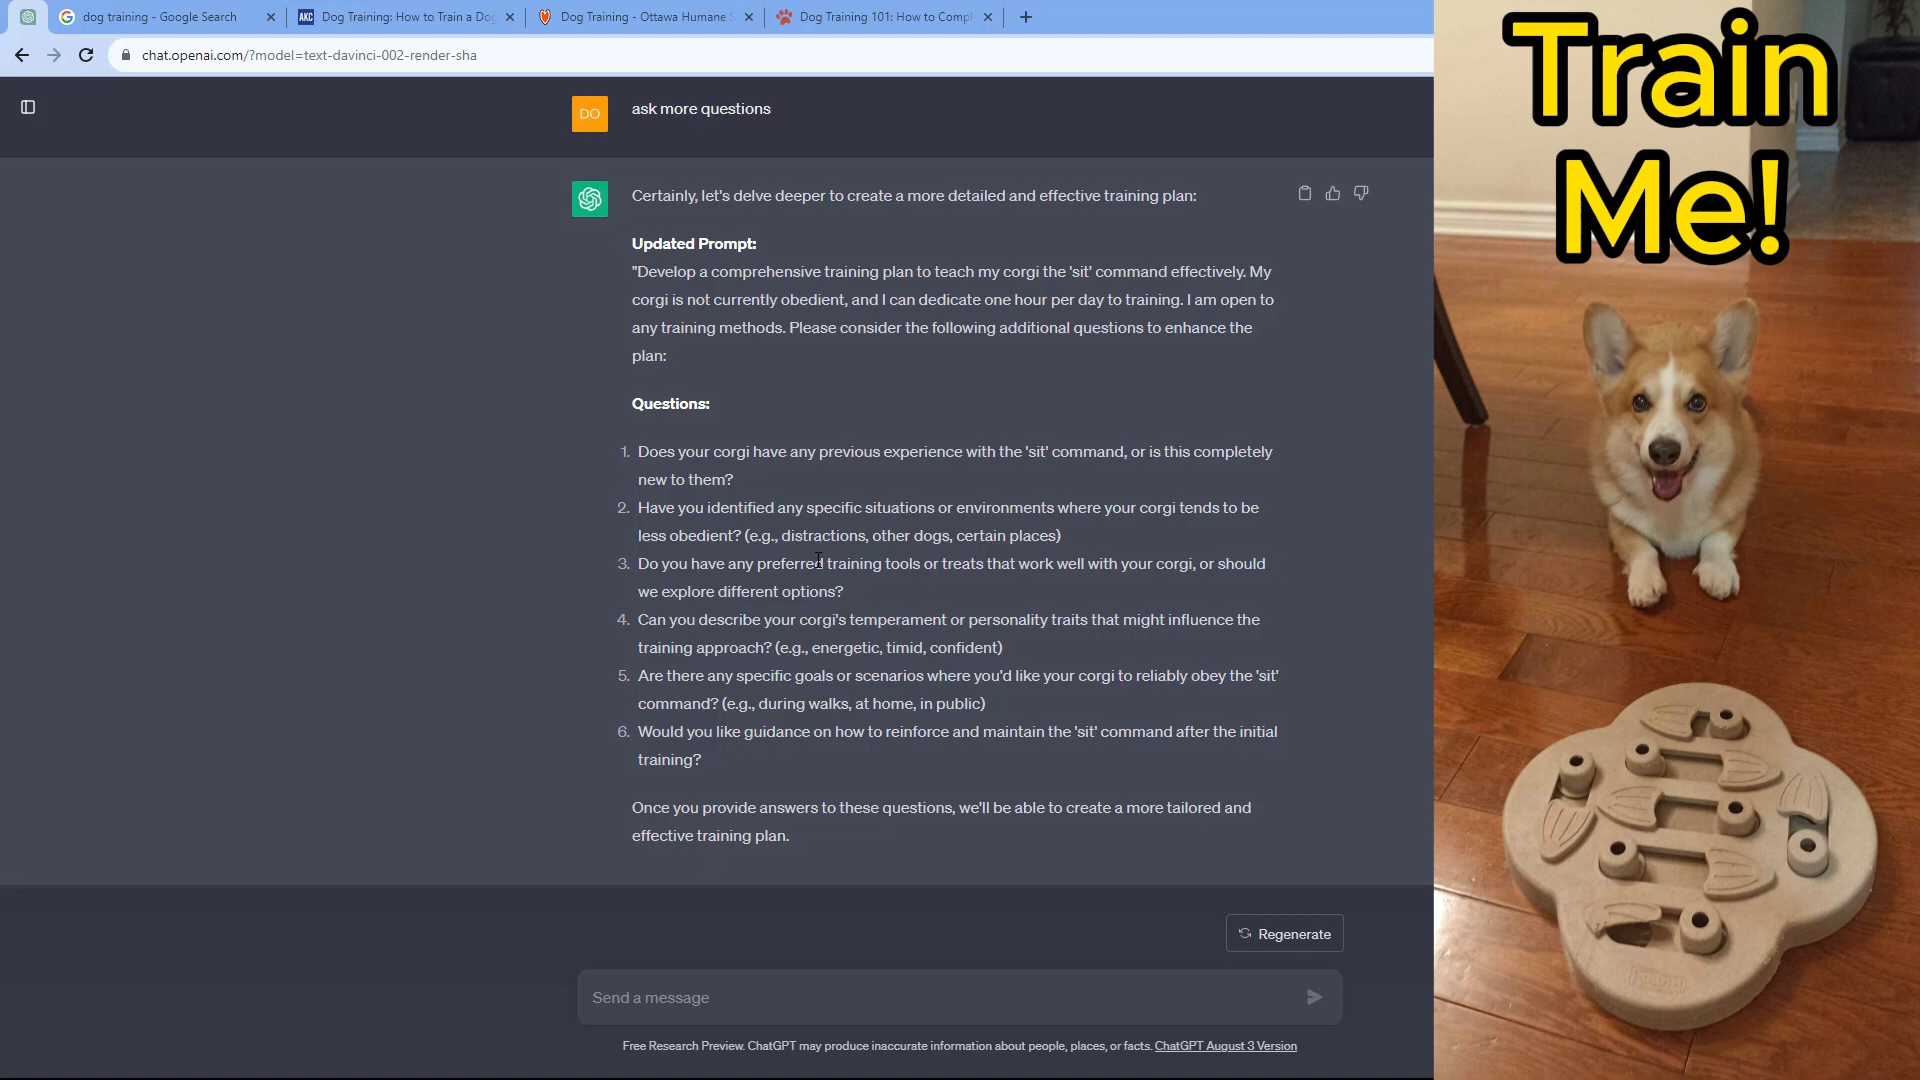 dog training - Google Search
AKC Dog Training: How to Train a Dog
Dog Training - Ottawa Humane S
Dog Training 101: How to Compl
chat.openai.com/?model=text-davinci-002-render-sha
DO
ask more questions
Certainly, let's delve deeper to create a more detailed and effective training plan:
Updated Prompt:
"Develop a comprehensive training plan to teach my corgi the 'sit' command effectively. My
corgi is not currently obedient, and I can dedicate one hour per day to training. I am open to
any training methods. Please consider the following additional questions to enhance the
plan:
Questions:
1. Does your corgi have any previous experience with the 'sit' command, or is this completely
new to them?
2. Have you identified any specific situations or environments where your corgi tends to be
less obedient? (e.g., distractions, other dogs, certain places)
3. Do you have any preferred training tools or treats that work well with your corgi, or should
we explore different options?
4. Can you describe your corgi's temperament or personality traits that might influence the
training approach? (e.g., energetic, timid, confident)
5. Are there any specific goals or scenarios where you'd like your corgi to reliably obey the 'sit'
command? (e.g., during walks, at home, in public)
6. Would you like guidance on how to reinforce and maintain the 'sit' command after the initial
training?
Once you provide answers to these questions, we'll be able to create a more tailored and
effective training plan.
Regenerate
Send a message
Free Research Preview. ChatGPT may produce inaccurate information about people, places, or facts. ChatGPT August 3 Version
Train
Me!